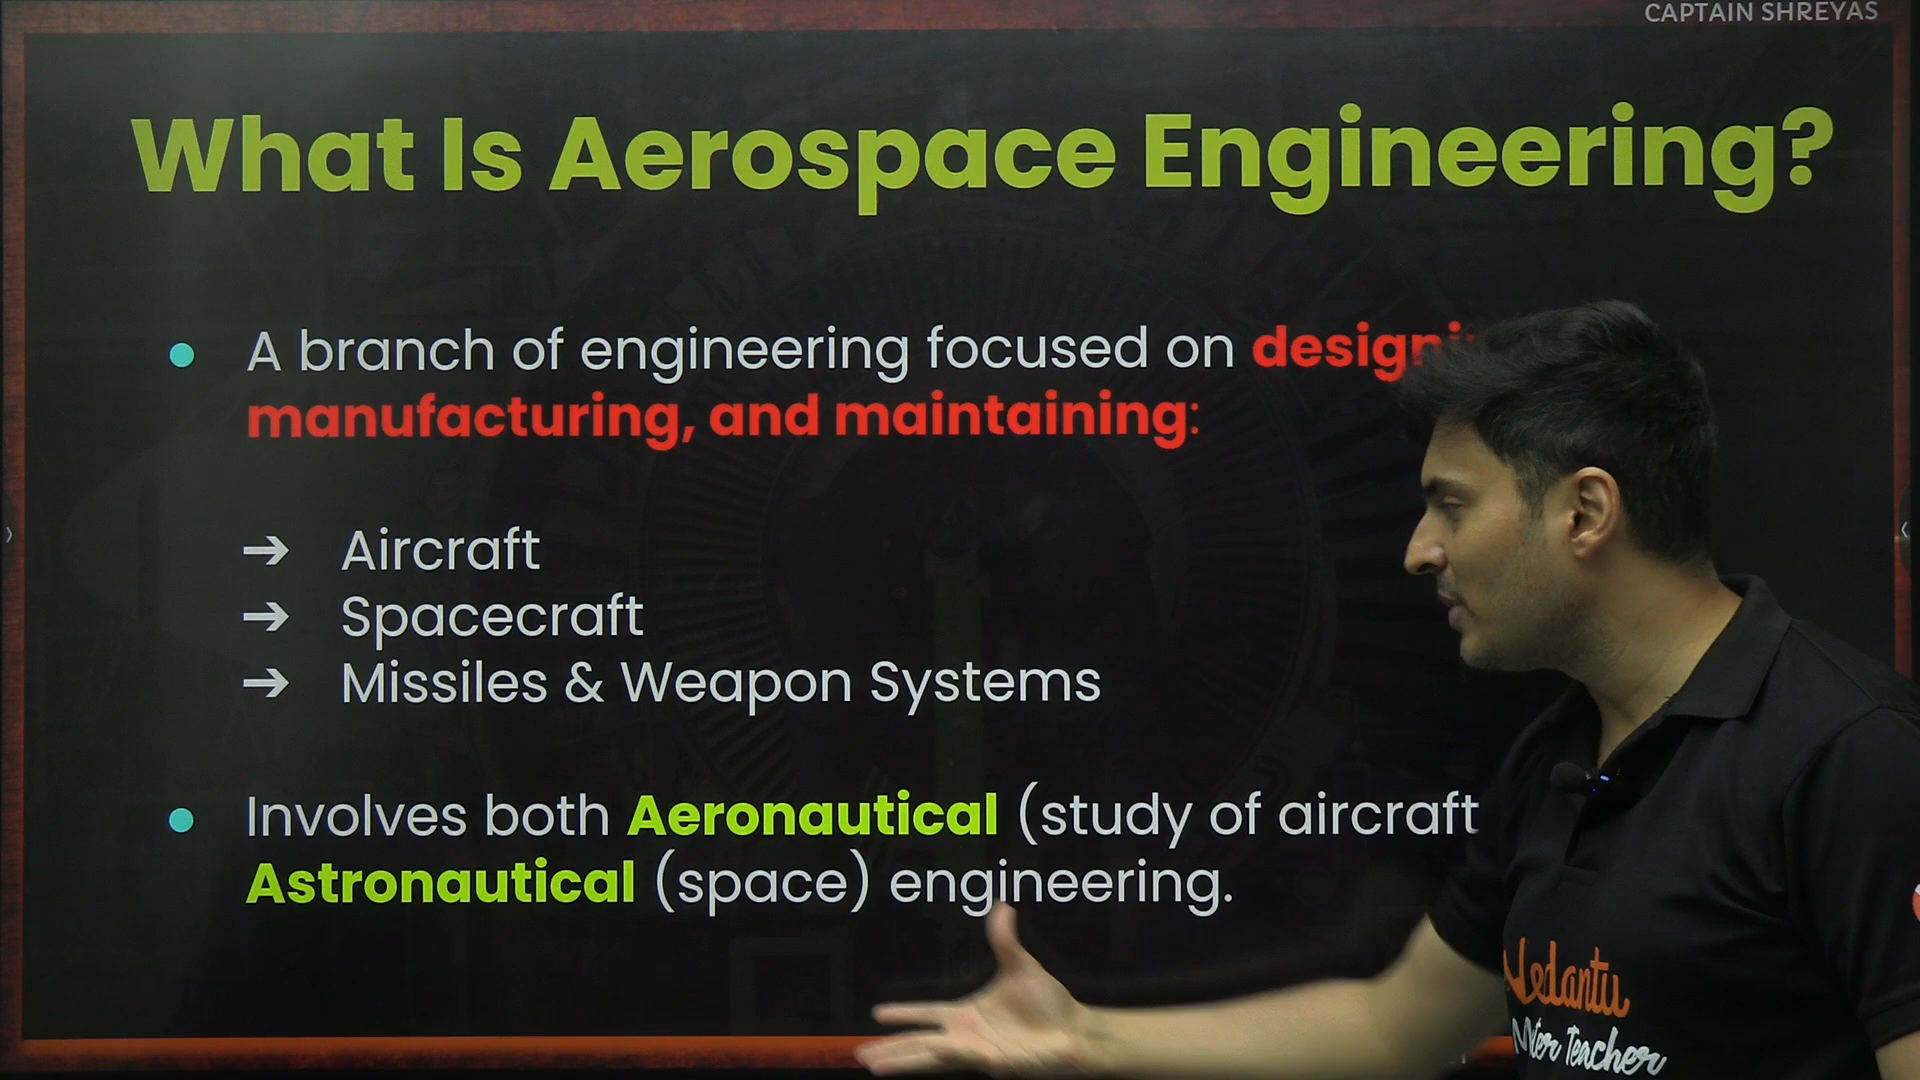 CAPTAIN SHREYAS
What Is Aerospace Engineering?
A branch of engineering focused on
manufacturing, and maintaining:
Aircraft
Spacecraft
Missiles & Weapon Systems
Involves both Aeronautical (study of aircraft
Astronautical (space) engineering.
Vedantu
Teacher